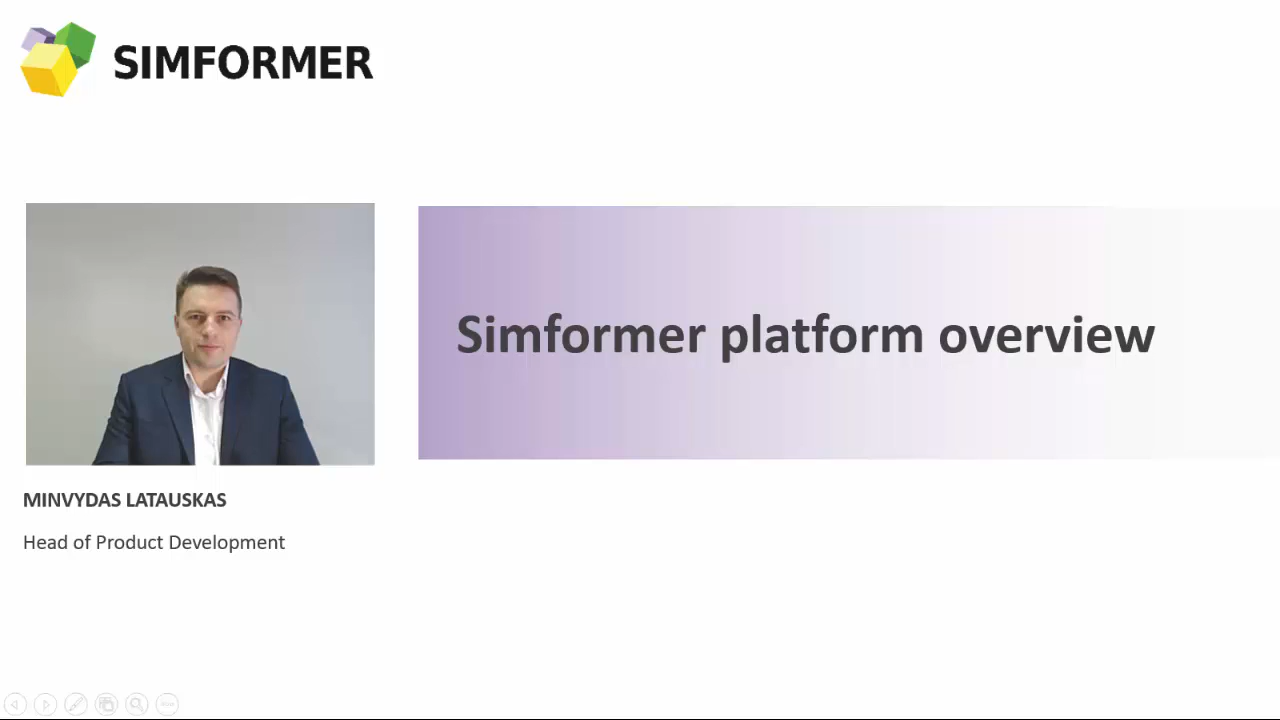 SIMFORMER
Simformer platform overview
MINVYDAS LATAUSKAS
Head of Product Development